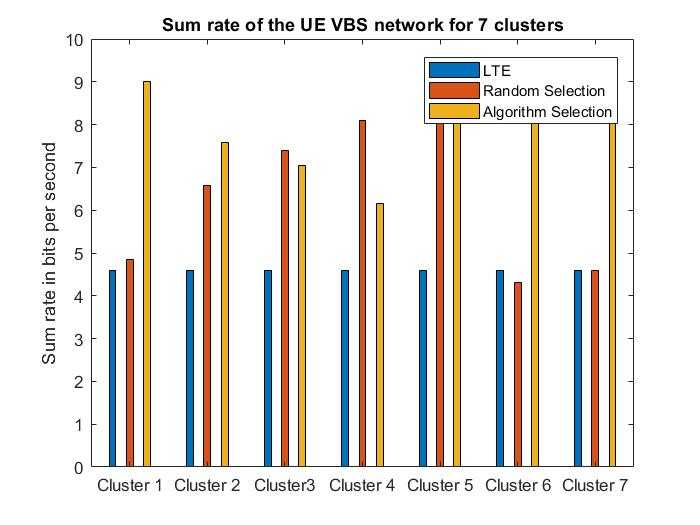 Sum rate of the UE VBS network for 7 clusters
10
9
8
7
6
5
4
3
2
1
0
Sum rate in bits per second
LTE
Random Selection
Algorithm Selection
Cluster 1 Cluster 2 Cluster3 Cluster 4 Cluster 5 Cluster 6 Cluster 7